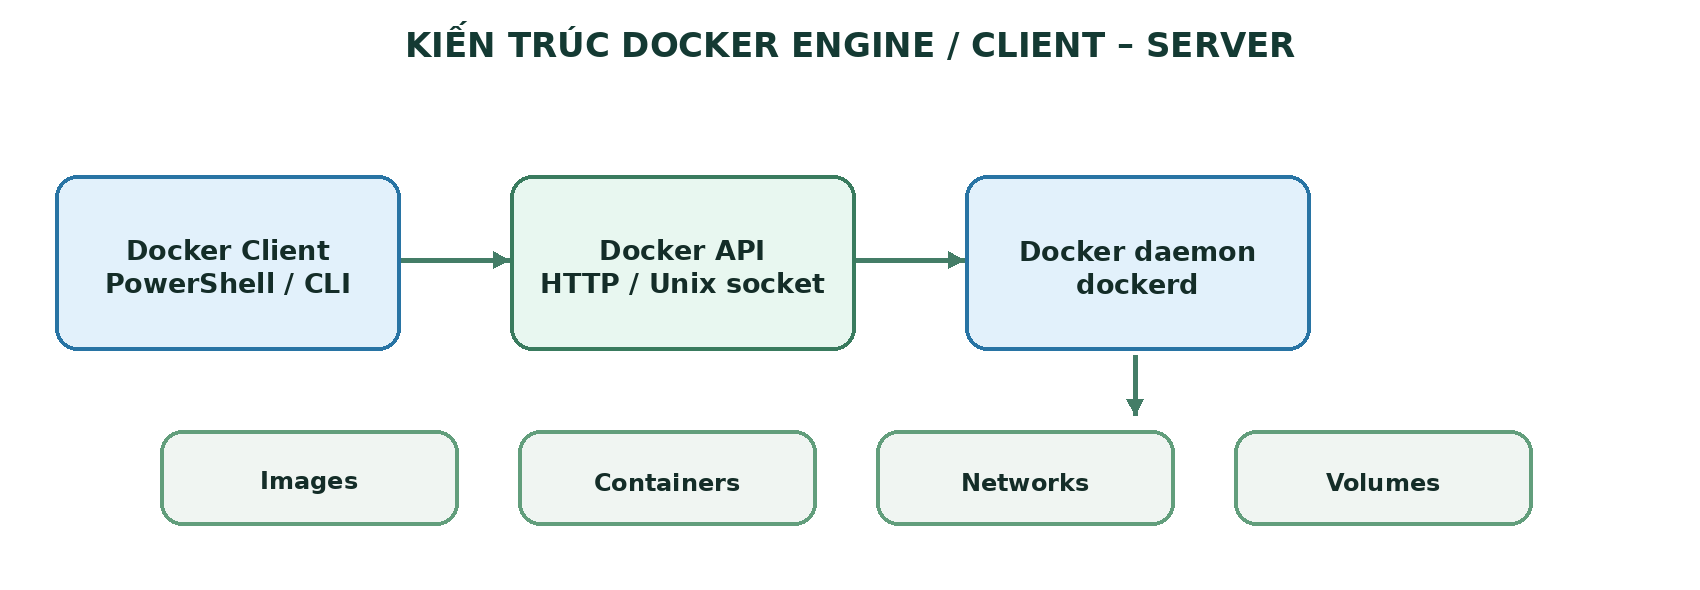 KIẾN TRÚC DOCKER ENGINE / CLIENT – SERVER
Docker Client
PowerShell / CLI
Docker API
HTTP / Unix socket
Docker daemon
dockerd
Images
Containers
Networks
Volumes